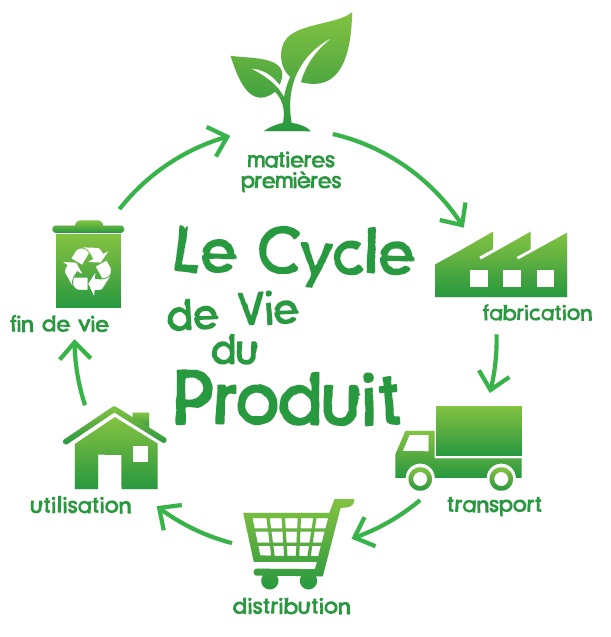 matieres
premières
Le Cycle
de Vie
du
Produit
fabrication
transport
distribution
utilisation
fin de vie